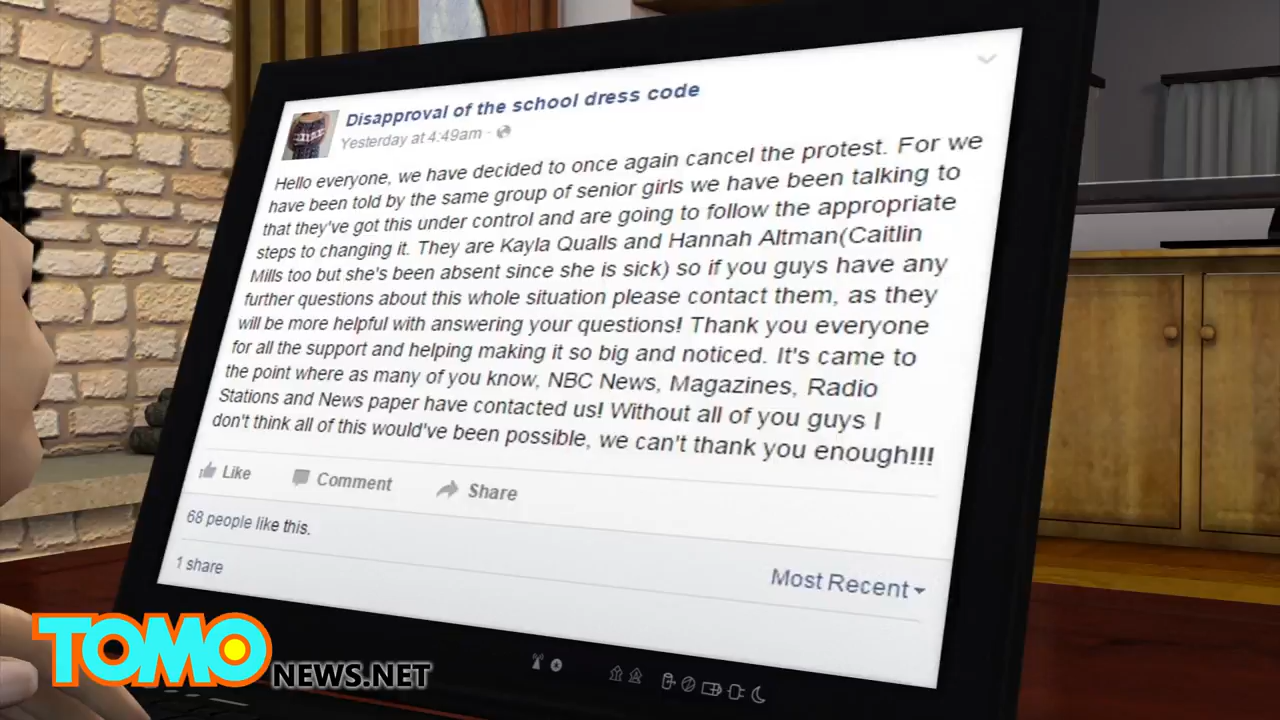 Disapproval of the school dress code
Yesterday at 4:49am ·
Hello everyone, we have decided to once again cancel the protest. For we
have been told by the same group of senior girls we have been talking to
that they've got this under control and are going to follow the appropriate
steps to changing it. They are Kayla Qualls and Hannah Altman(Caitlin
Mills too but she's been absent since she is sick) so if you guys have any
further questions about this whole situation please contact them, as they
will be more helpful with answering your questions! Thank you everyone
for all the support and helping making it so big and noticed. It's came to
the point where as many of you know, NBC News, Magazines, Radio
Stations and News paper have contacted us! Without all of you guys I
don't think all of this would've been possible, we can't thank you enough!!!
Like Comment Share
68 people like this.
1 share
Most Recent
TOMO NEWS.NET